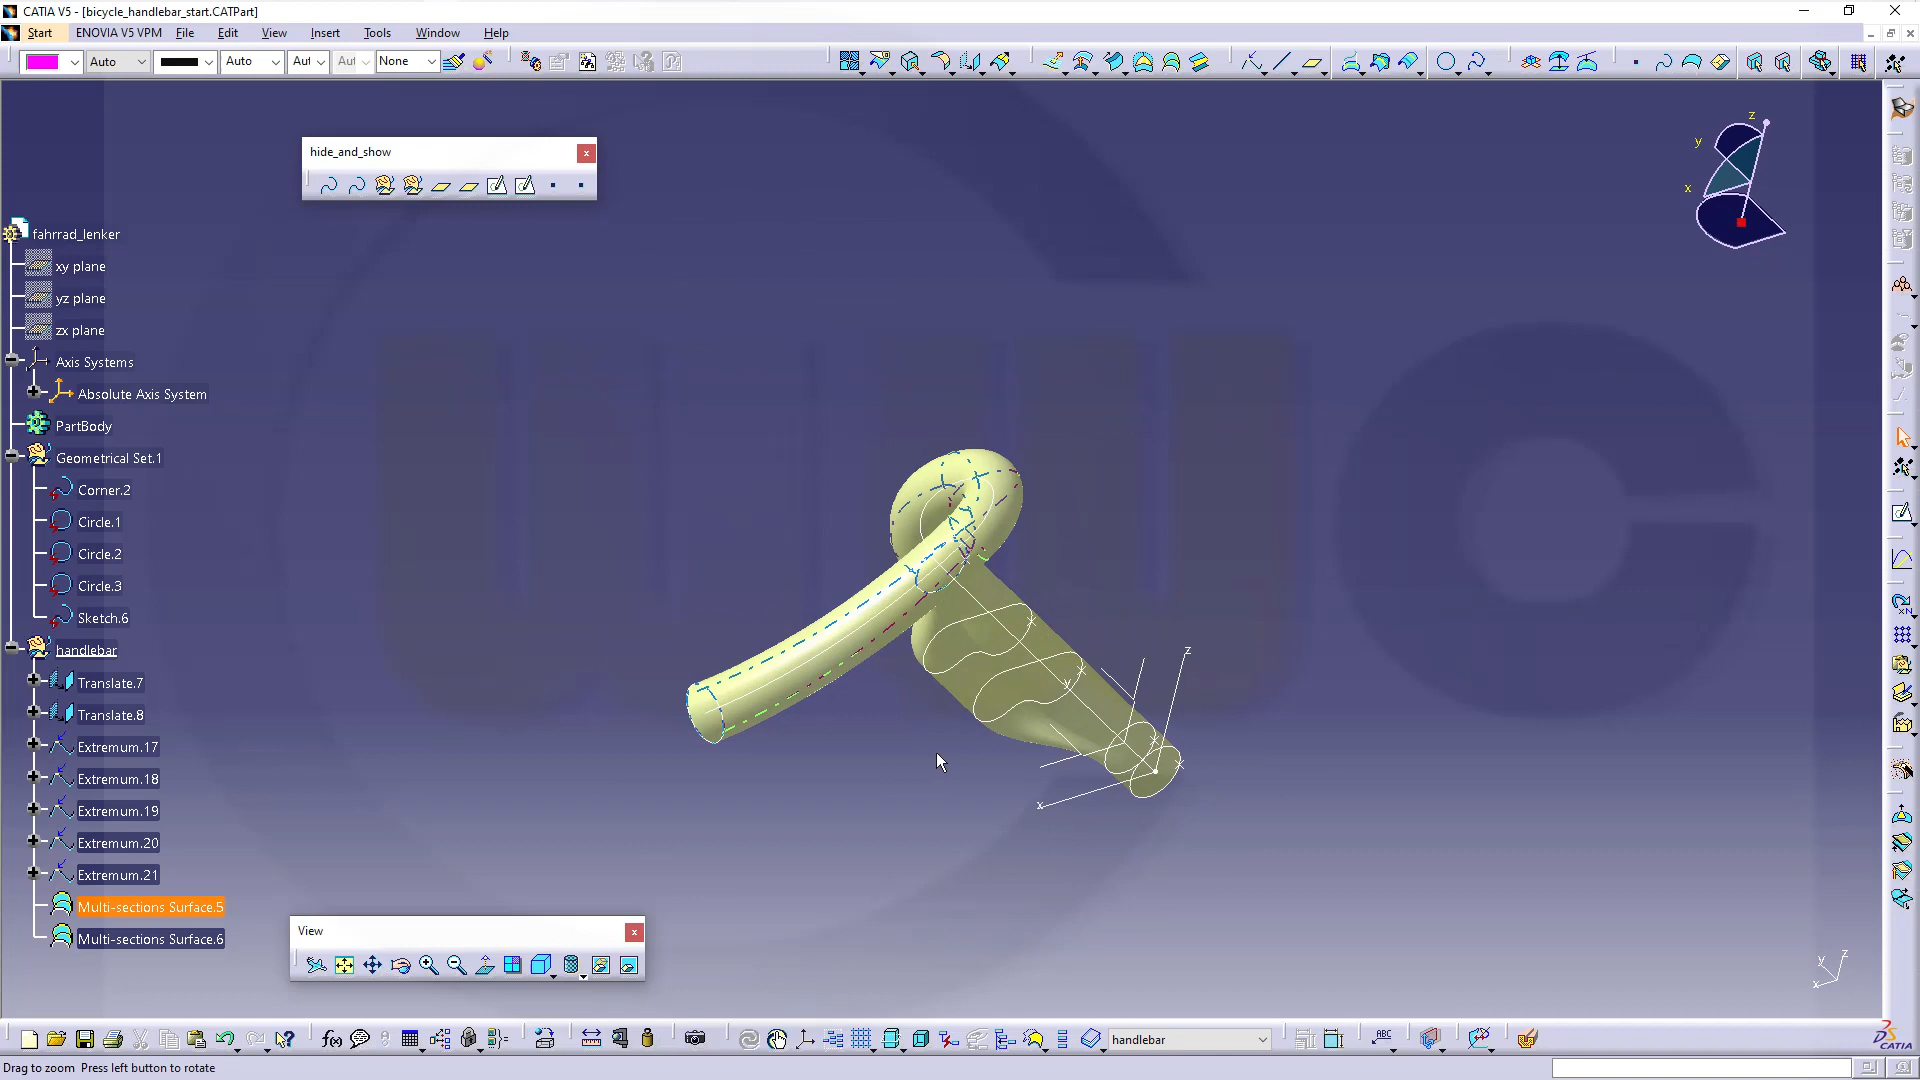 CATIA V5 - [bicycle_handlebar_start.CATPart]
Start ENOVIA V5 VPM File Edit View Insert Tools Window Help
Auto Auto Aut Aut None
hide_and_show
z
y
x
fahrrad_lenker
xy plane
yz plane
zx plane
Axis Systems
Absolute Axis System
PartBody
Geometrical Set.1
Corner.2
Circle.1
Circle.2
Circle.3
Sketch.6
handlebar
Translate.7
Translate.8
Extremum.17
Extremum.18
Extremum.19
Extremum.20
Extremum.21
Multi-sections Surface.5
Multi-sections Surface.6
z
y
x
View
z
y
x
f(x)
handlebar
ABC
CATIA
Drag to zoom Press left button to rotate